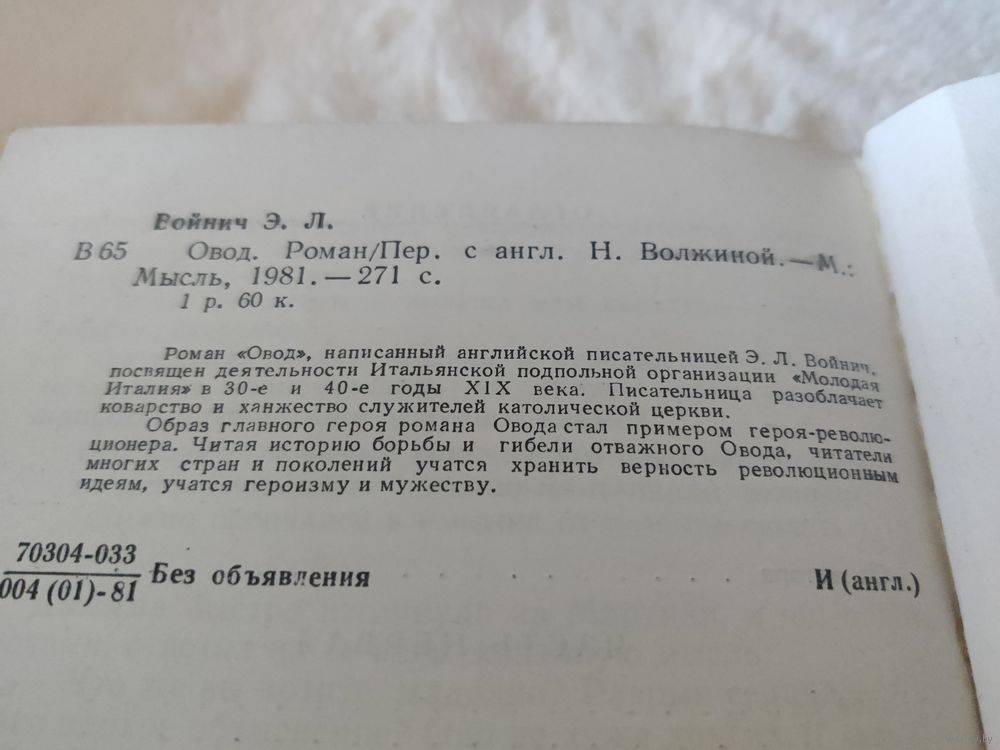 Войнич Э. Л.
В 65 Овод. Роман/Пер. с англ. Н. Волжиной.—М.:
Мысль, 1981.—271 с.
1 р. 60 к.
Роман «Овод», написанный английской писательницей Э. Л. Войнич,
посвящен деятельности Итальянской подпольной организации «Молодая
Италия» в 30-е и 40-е годы XIX века. Писательница разоблачает
коварство и ханжество служителей католической церкви.
Образ главного героя романа Овода стал примером героя-револю-
ционера. Читая историю борьбы и гибели отважного Овода, читатели
многих стран и поколений учатся хранить верность революционным
идеям, учатся героизму и мужеству.
70304-033
004 (01)-81 Без объявления . . . . . . . . И (англ.)